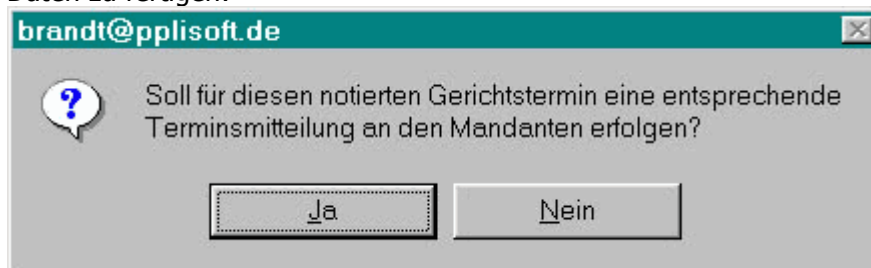 brandt@pplisoft.de
Soll für diesen notierten Gerichtstermin eine entsprechende
Terminsmitteilung an den Mandanten erfolgen?
Ja
Nein